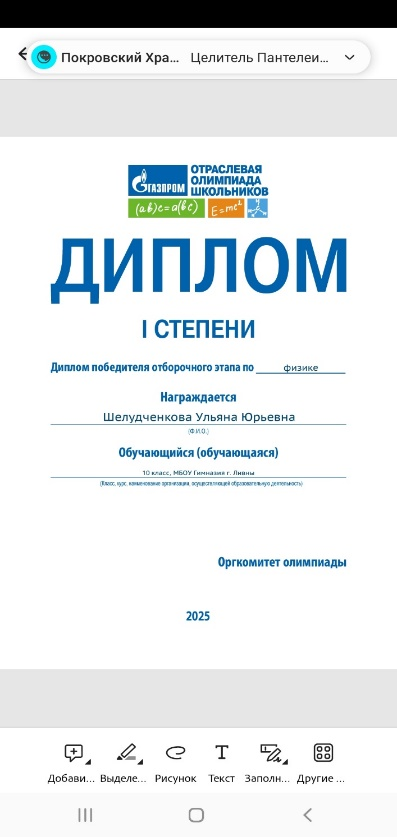 Покровский Хра... Целитель Пантелеи...
ГАЗПРОМ
ОТРАСЛЕВАЯ
ОЛИМПИАДА
ШКОЛЬНИКОВ
(ab)c=a(bc) E=mc²
ДИПЛОМ
I СТЕПЕНИ
Диплом победителя отборочного этапа по физике
Награждается
Шелудченкова Ульяна Юрьевна
(Ф.И.О.)
Обучающийся (обучающаяся)
10 класс, МБОУ Гимназия г. Ливны
(Класс, курс, наименование организации, осуществляющей образовательную деятельность)
Оргкомитет олимпиады
2025
Добави... Выделе... Рисунок Текст Заполн... Другие ...